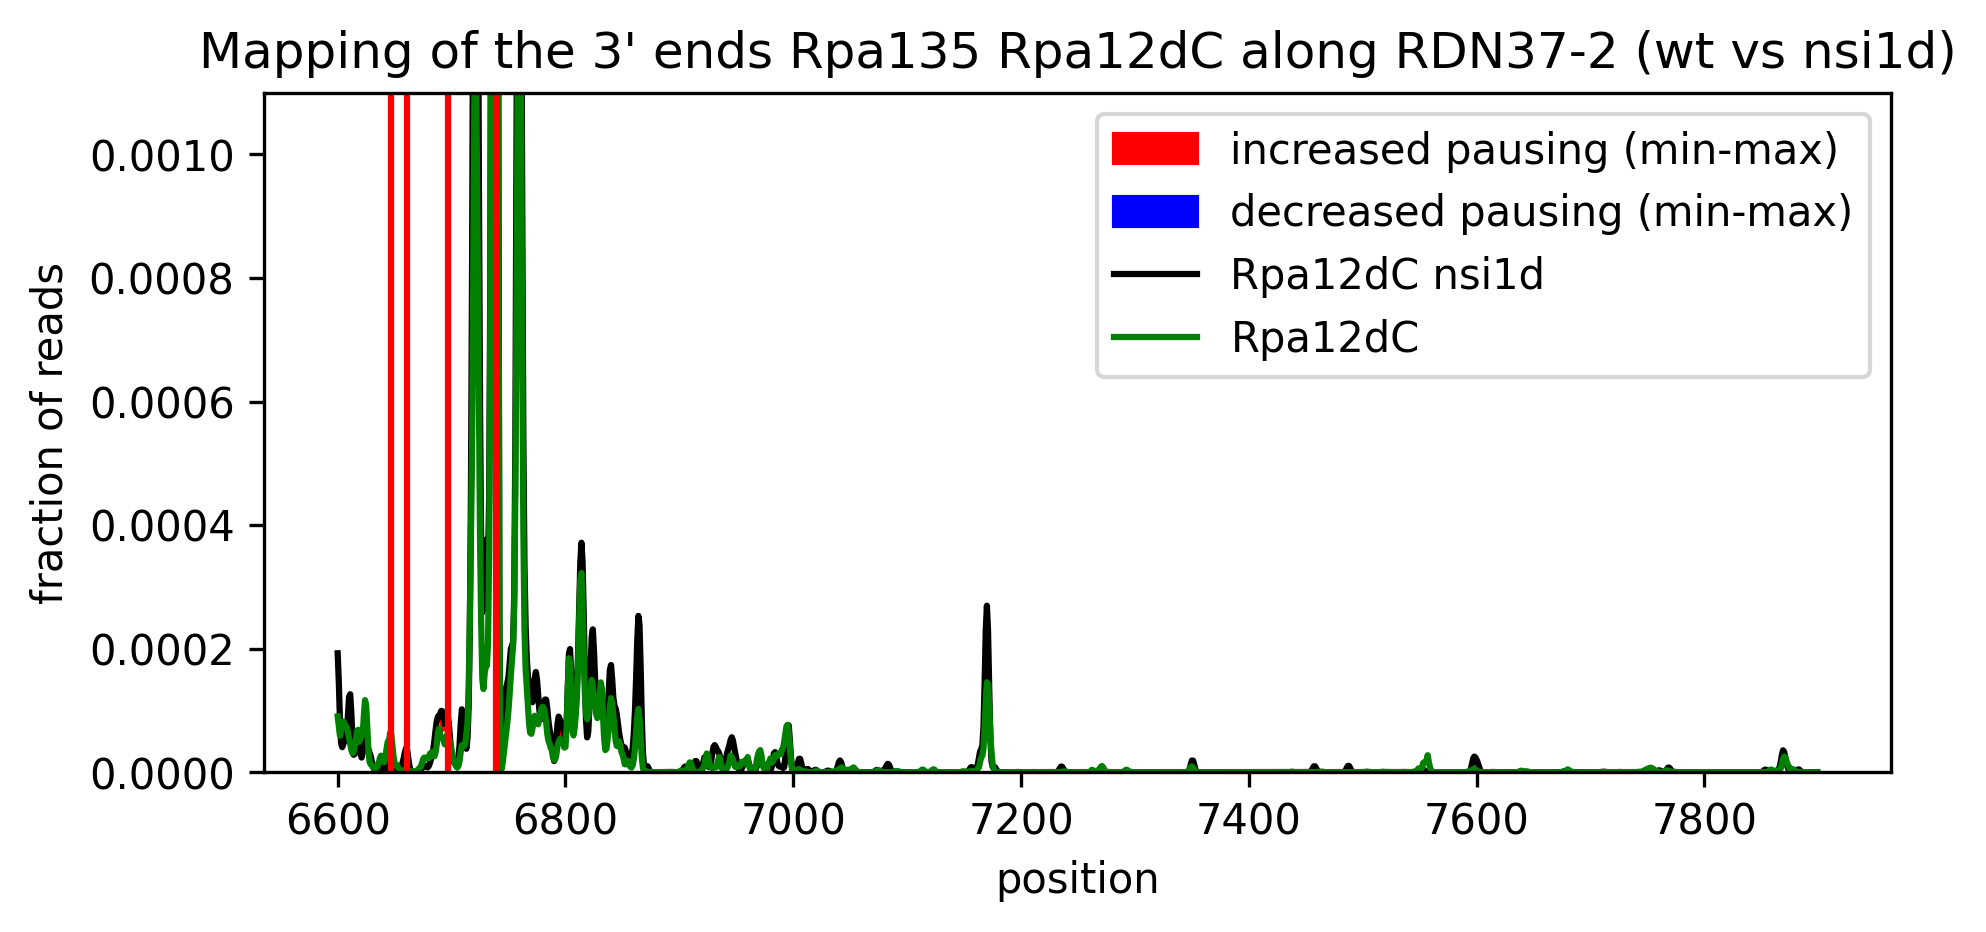 Mapping of the 3' ends Rpa135 Rpa12dC along RDN37-2 (wt vs nsi1d)
increased pausing (min-max)
decreased pausing (min-max)
Rpa12dC nsi1d
Rpa12dC
fraction of reads
0.0010
0.0008
0.0006
0.0004
0.0002
0.0000
6600 6800 7000 7200 7400 7600 7800
position